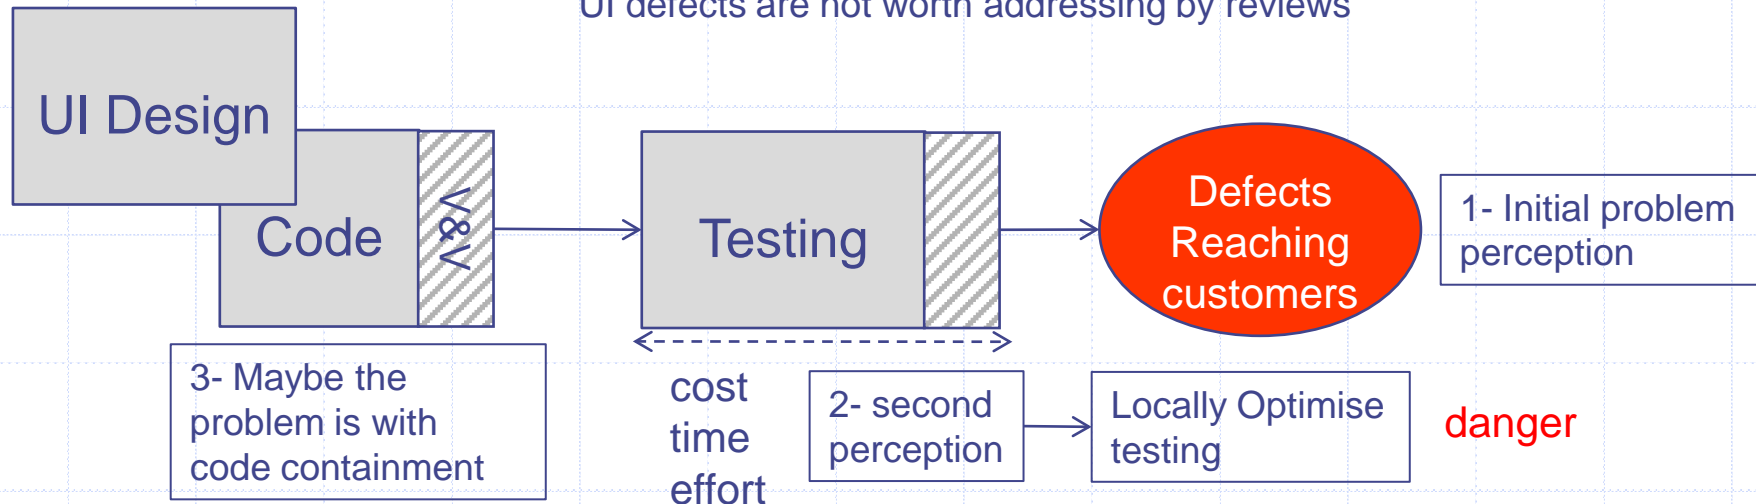 UI defects are not worth addressing by reviews
UI Design
Code
V&V
Testing
Defects
Reaching
customers
1- Initial problem
perception
3- Maybe the
problem is with
code containment
cost
time
effort
2- second
perception
Locally Optimise
testing
danger